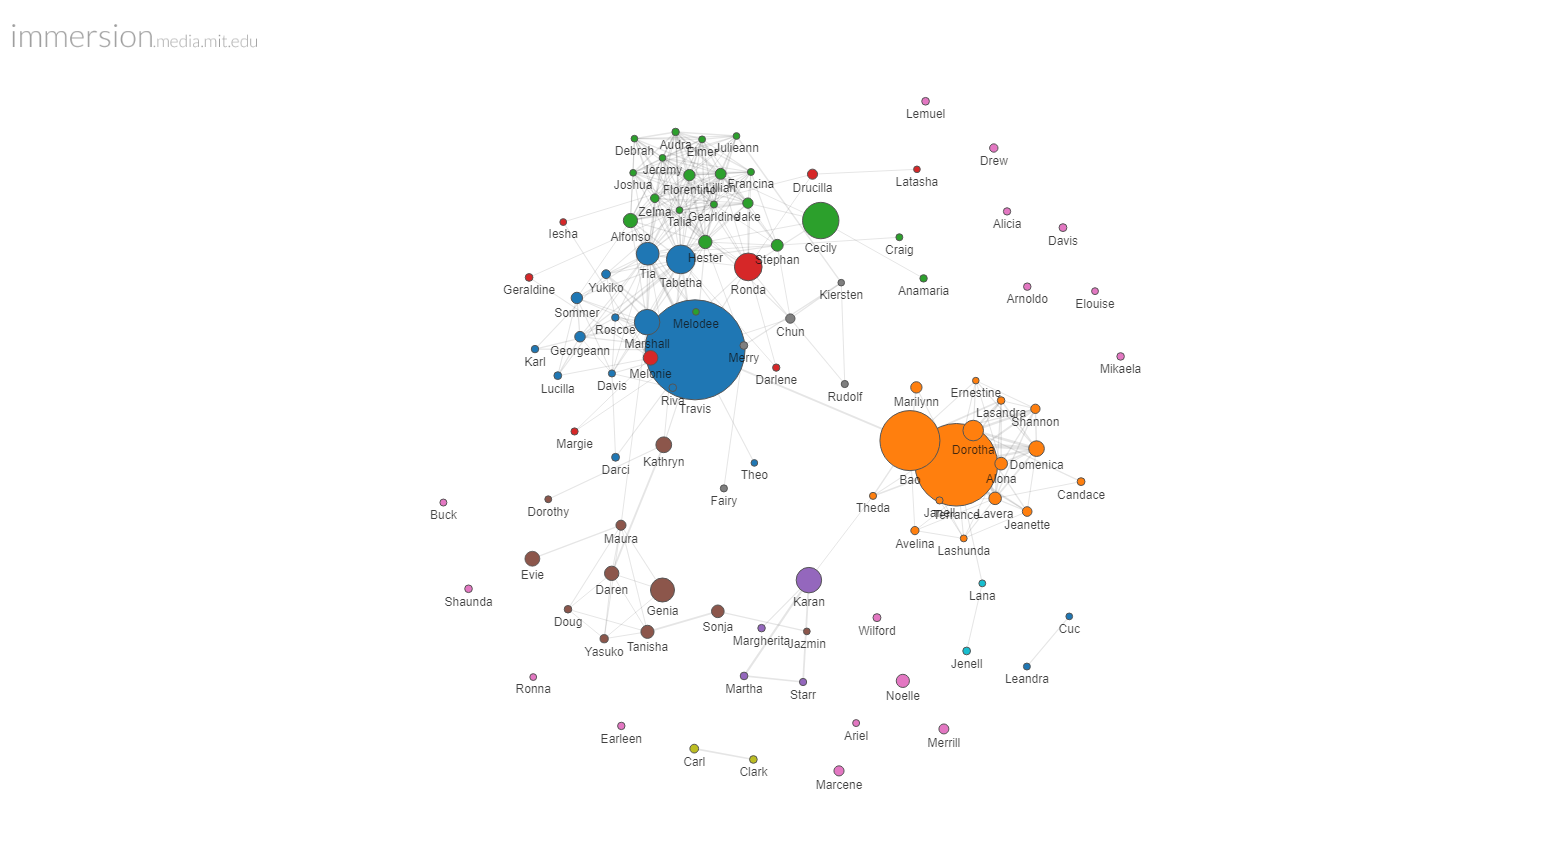 immersion.media.mit.edu
Lemuel
Debrah
Audra
Elmer
Julieann
Drew
Jeremy
Joshua
Florentino
Lillian
Francina
Drucilla
Latasha
Zelma
Talia
Gearldine
Jake
Alicia
Iesha
Alfonso
Cecily
Craig
Davis
Tia
Tabetha
Hester
Stephan
Geraldine
Yukiko
Ronda
Kiersten
Anamaria
Arnoldo
Elouise
Sommer
Roscoe
Melodee
Chun
Karl
Georgeann
Marshall
Merry
Mikaela
Lucilla
Davis
Melonie
Darlene
Riva
Travis
Rudolf
Marilynn
Ernestine
Lasandra
Shannon
Margie
Darci
Kathryn
Theo
Bao
Dorotha
Alona
Domenica
Buck
Dorothy
Fairy
Theda
Janell
Terrance
Lavera
Jeanette
Candace
Maura
Avelina
Lashunda
Evie
Daren
Genia
Karan
Lana
Shaunda
Doug
Yasuko
Tanisha
Sonja
Margherita
Jazmin
Wilford
Cuc
Jenell
Leandra
Ronna
Martha
Starr
Noelle
Earleen
Ariel
Merrill
Carl
Clark
Marcene